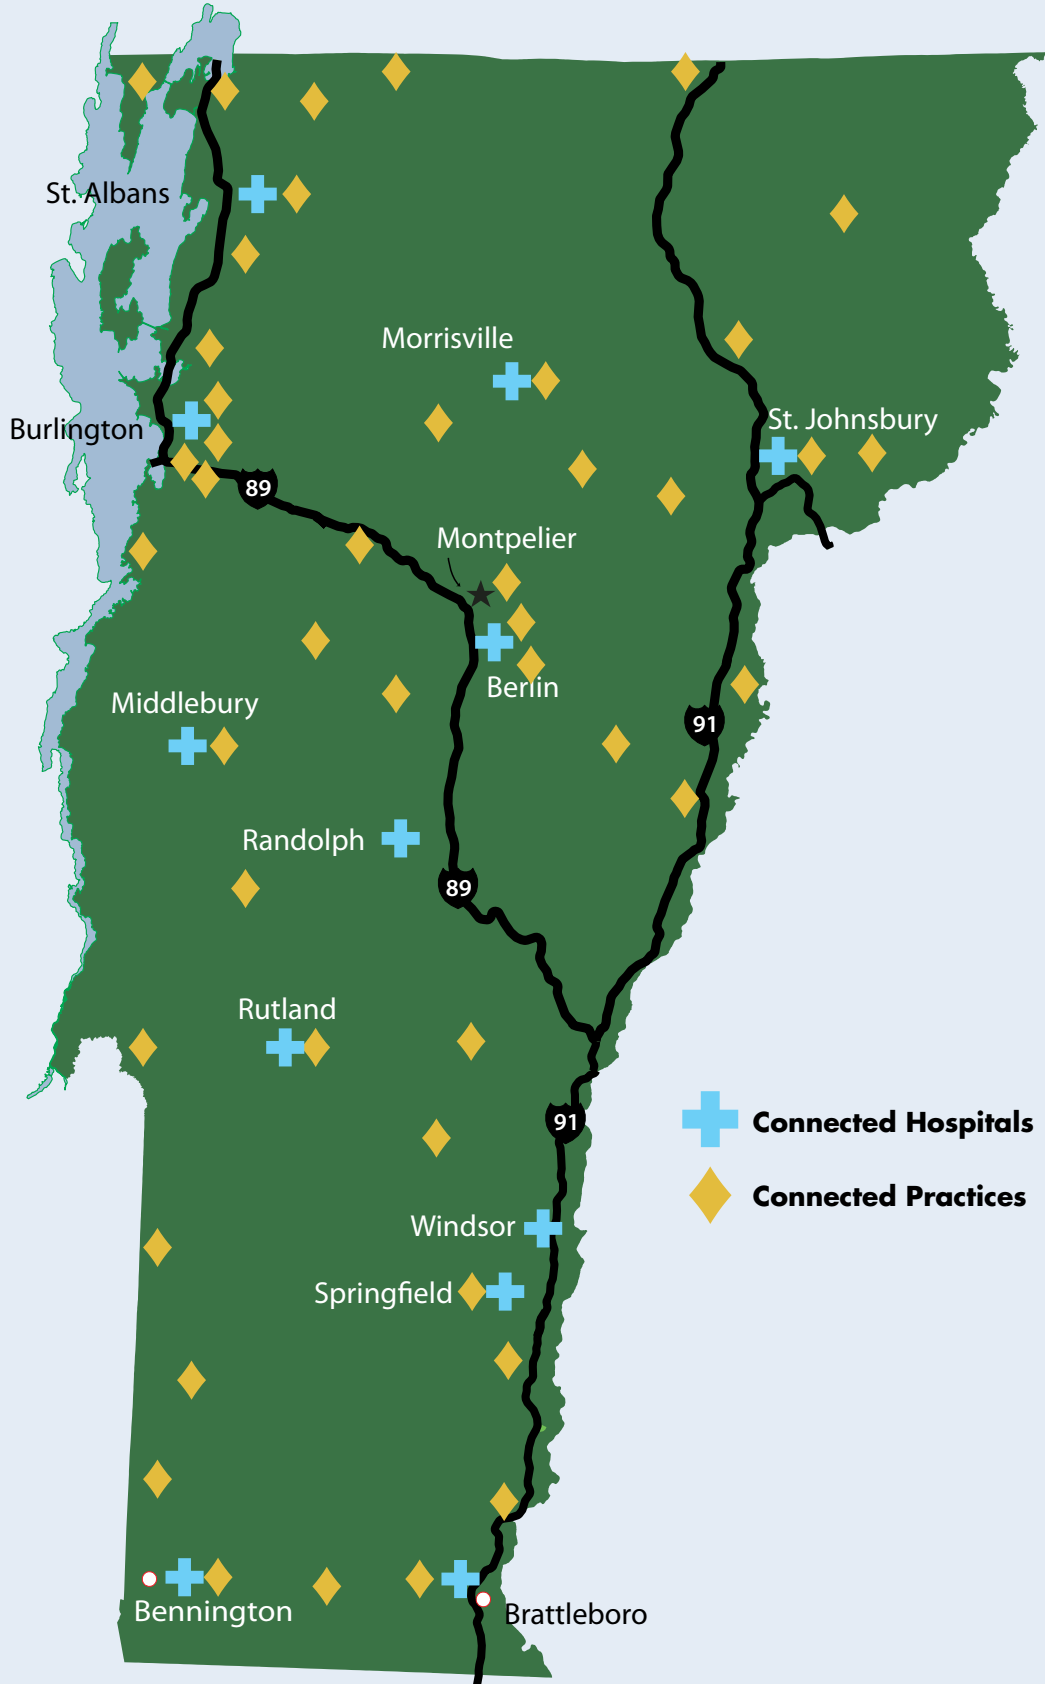 St. Albans
Morrisville
Burlington
St. Johnsbury
89
Montpelier
Berlin
Middlebury
91
Randolph
89
Rutland
91
Connected Hospitals
Connected Practices
Windsor
Springfield
Bennington
Brattleboro